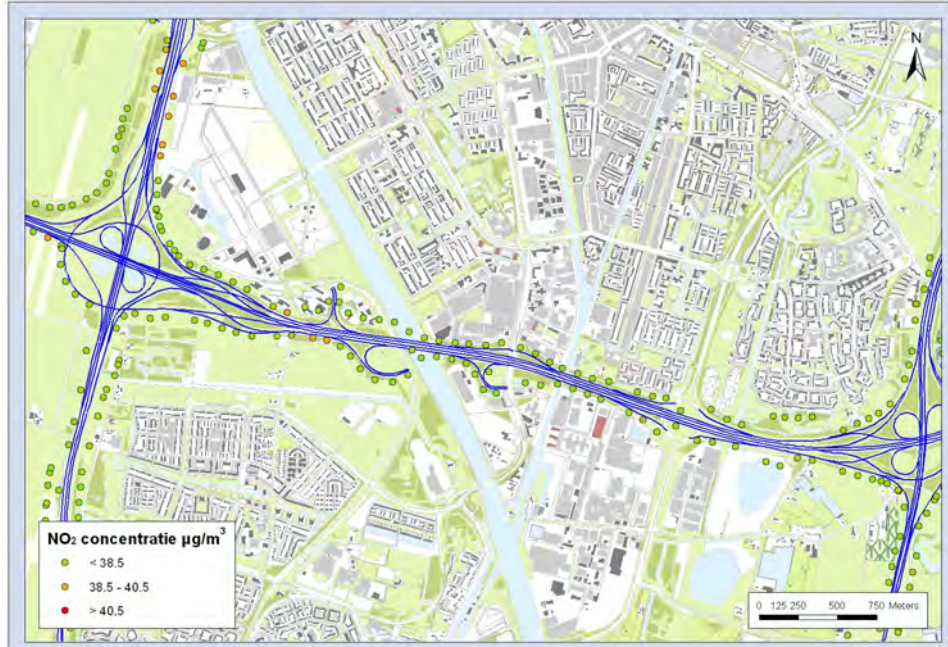 N
NO₂ concentratie µg/m³
< 38.5
38.5 - 40.5
> 40.5
0 125 250 500 750 Meters